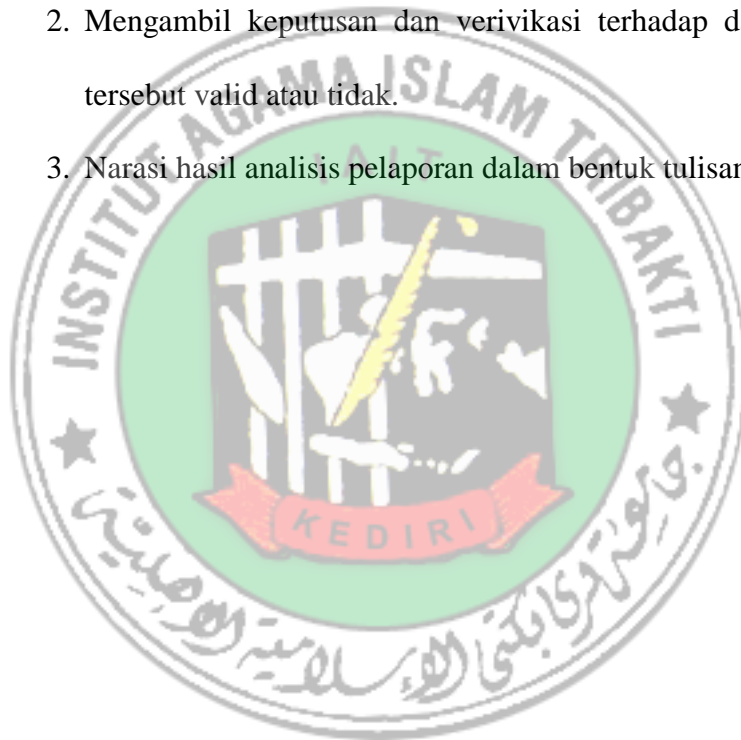 2. Mengambil keputusan dan verivikasi terhadap d
tersebut valid atau tidak.
3. Narasi hasil analisis pelaporan dalam bentuk tulisan
INSTITUT AGAMA ISLAM TRIBAKTI
IAIT
KEDIRI